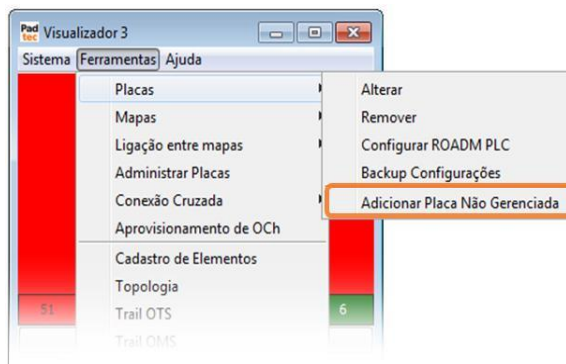 Pad
tec Visualizador 3
Sistema Ferramentas Ajuda
Placas
Mapas
Ligação entre mapas
Administrar Placas
Conexão Cruzada
Aprovisionamento de OCh
Cadastro de Elementos
Topologia
Trail OTS
Trail OMS
Alterar
Remover
Configurar ROADM PLC
Backup Configurações
Adicionar Placa Não Gerenciada
51
6